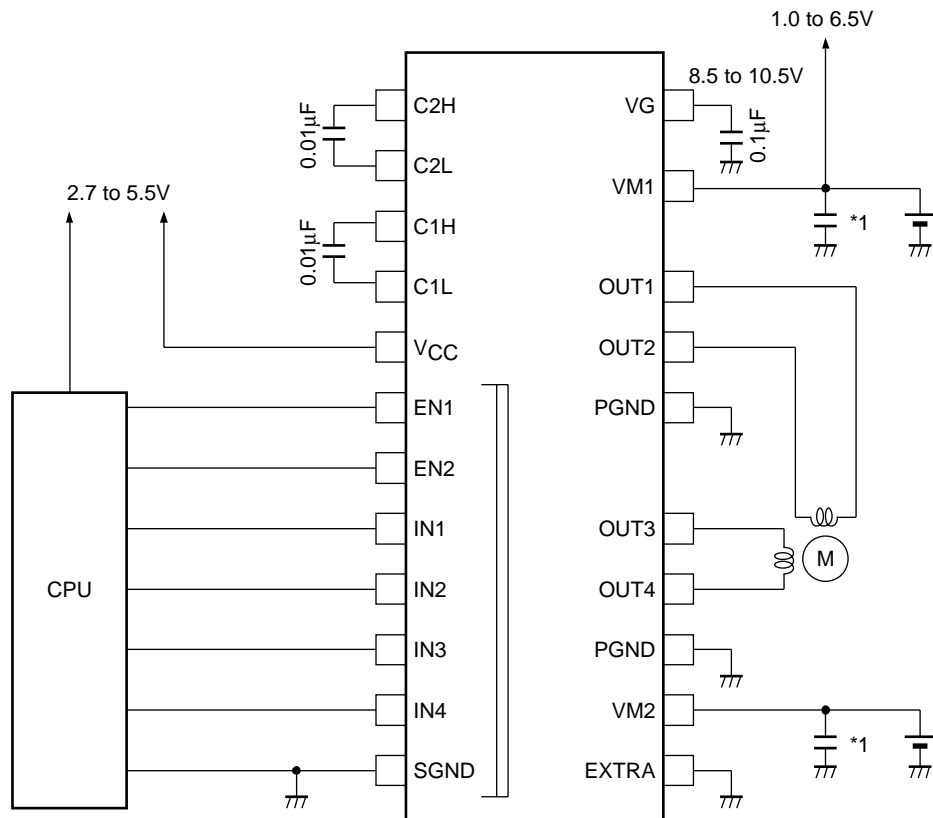 1.0 to 6.5V
8.5 to 10.5V
C2H
VG
0.01μF
0.1μF
C2L
VM1
2.7 to 5.5V
C1H
*1
0.01μF
C1L
OUT1
VCC
OUT2
EN1
PGND
EN2
IN1
OUT3
M
CPU
IN2
OUT4
IN3
PGND
IN4
VM2
*1
SGND
EXTRA